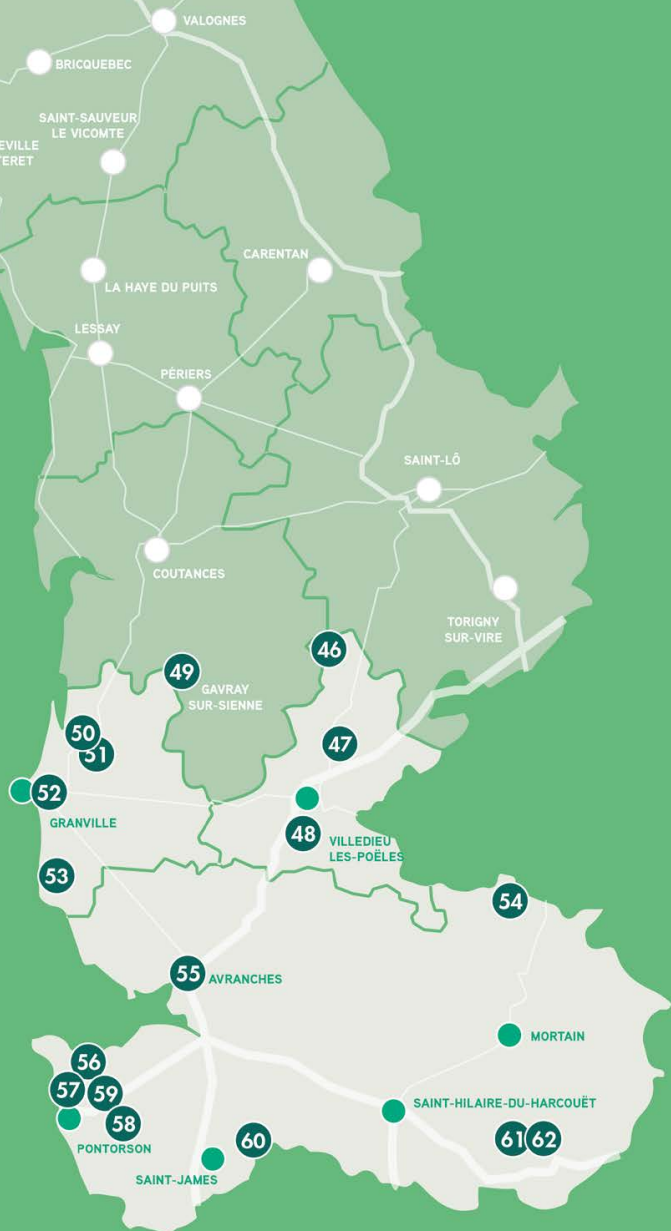 VALOGNES
BRICQUEBEC
SAINT-SAUVEUR
LE VICOMTE
EVILLE
CARENTAN
LA HAYE DU PUITS
LESSAY
PÉRIERS
SAINT-LÔ
COUTANCES
TORIGNY
SUR-VIRE
46
49
GAVRAY
SUR-SIENNE
50
51
47
52
GRANVILLE
48
VILLEDIEU
LES-POËLES
53
54
55
AVRANCHES
MORTAIN
56
57
59
58
SAINT-HILAIRE-DU-HARCOUËT
PONTORSON
60
61
62
SAINT-JAMES